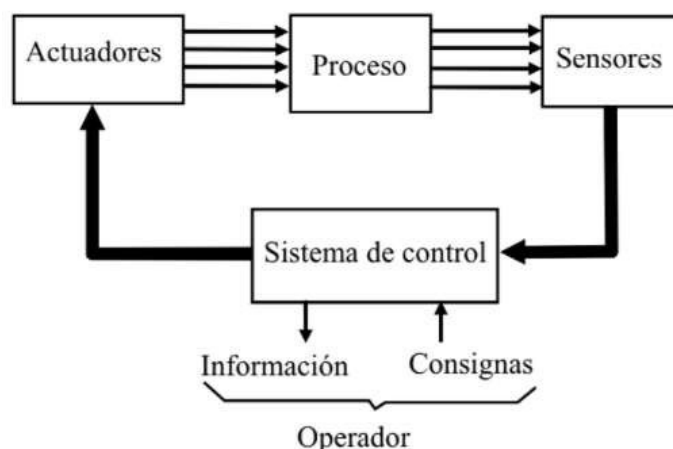 Actuadores
Proceso
Sensores
Sistema de control
Información
Consignas
Operador